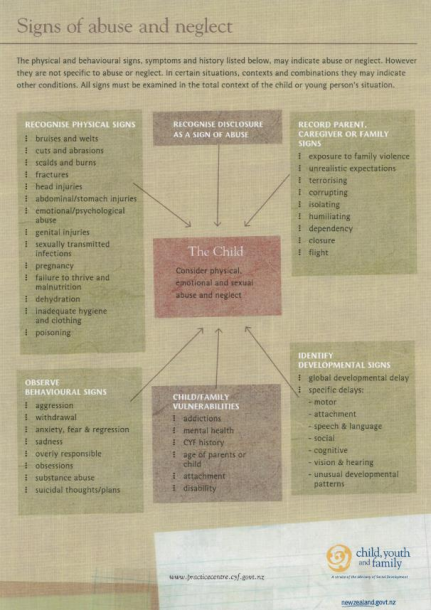 Signs of abuse and neglect
The physical and behavioural signs, symptoms and history listed below, may indicate abuse or neglect. However
they are not specific to abuse or neglect. In certain situations, contexts and combinations they may indicate
other conditions. All signs must be examined in the total context of the child or young person's situation.
RECOGNISE PHYSICAL SIGNS
bruises and welts
cuts and abrasions
scalds and burns
fractures
head injuries
abdominal/stomach injuries
emotional/psychological
abuse
genital injuries
sexually transmitted
infections
pregnancy
failure to thrive and
malnutrition
dehydration
inadequate hygiene
and clothing
poisoning
RECOGNISE DISCLOSURE
AS A SIGN OF ABUSE
RECORD PARENT,
CAREGIVER OR FAMILY
SIGNS
exposure to family violence
unrealistic expectations
terrorising
corrupting
isolating
humiliating
dependency
closure
flight
The Child
Consider physical,
emotional and sexual
abuse and neglect
OBSERVE
BEHAVIOURAL SIGNS
aggression
withdrawal
anxiety, fear & regression
sadness
overly responsible
obsessions
substance abuse
suicidal thoughts/plans
CHILD/FAMILY
VULNERABILITIES
addictions
mental health
CYF history
age of parents or
child
attachment
disability
IDENTIFY
DEVELOPMENTAL SIGNS
global developmental delay
specific delays:
- motor
- attachment
- speech & language
- social
- cognitive
- vision & hearing
- unusual developmental
patterns
child, youth
and family
A service of the Ministry of Social Development
www.practicecentre.cyf.govt.nz
newzealand.govt.nz